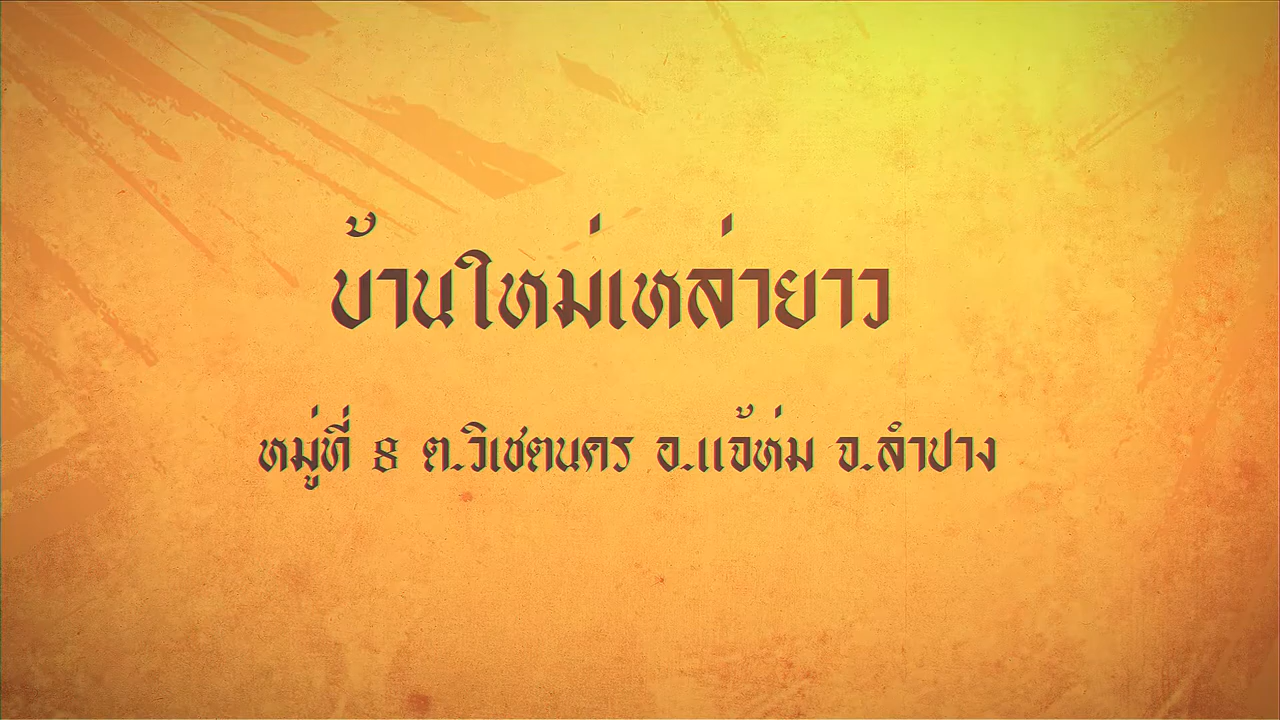 บ้านใหม่เหล่ายาว
หมู่ที่ 8 ต.วิเชตนคร อ.แจ้ห่ม จ.ลำปาง